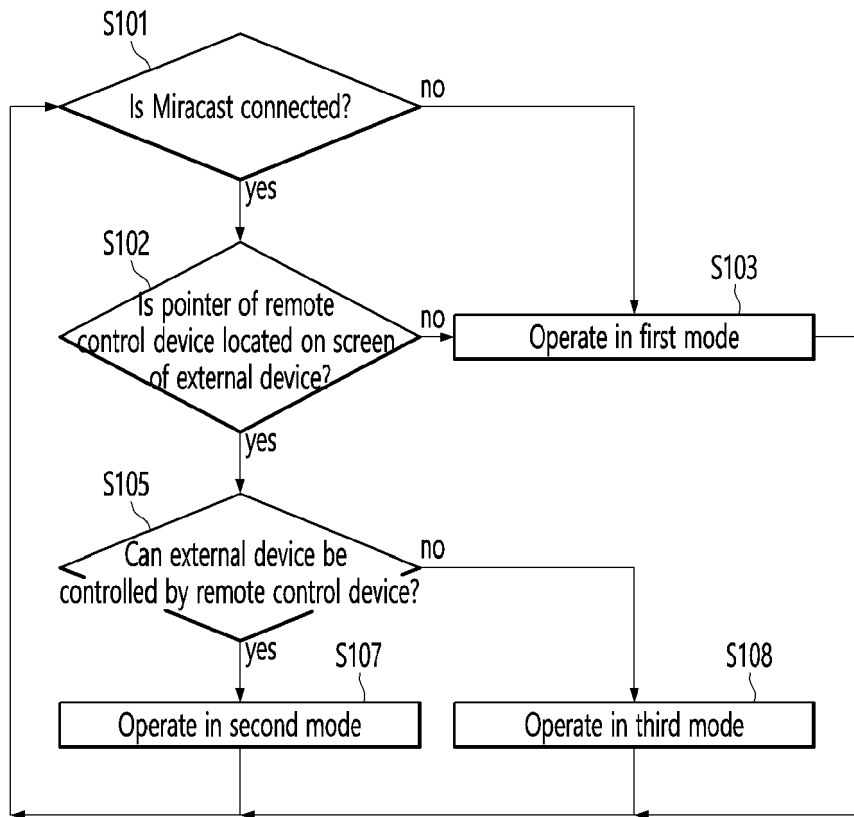 S101
Is Miracast connected?
no
yes
S102
Is pointer of remote
control device located on screen
of external device?
no
yes
S103
Operate in first mode
S105
Can external device be
controlled by remote control device?
no
yes
S107
Operate in second mode
S108
Operate in third mode